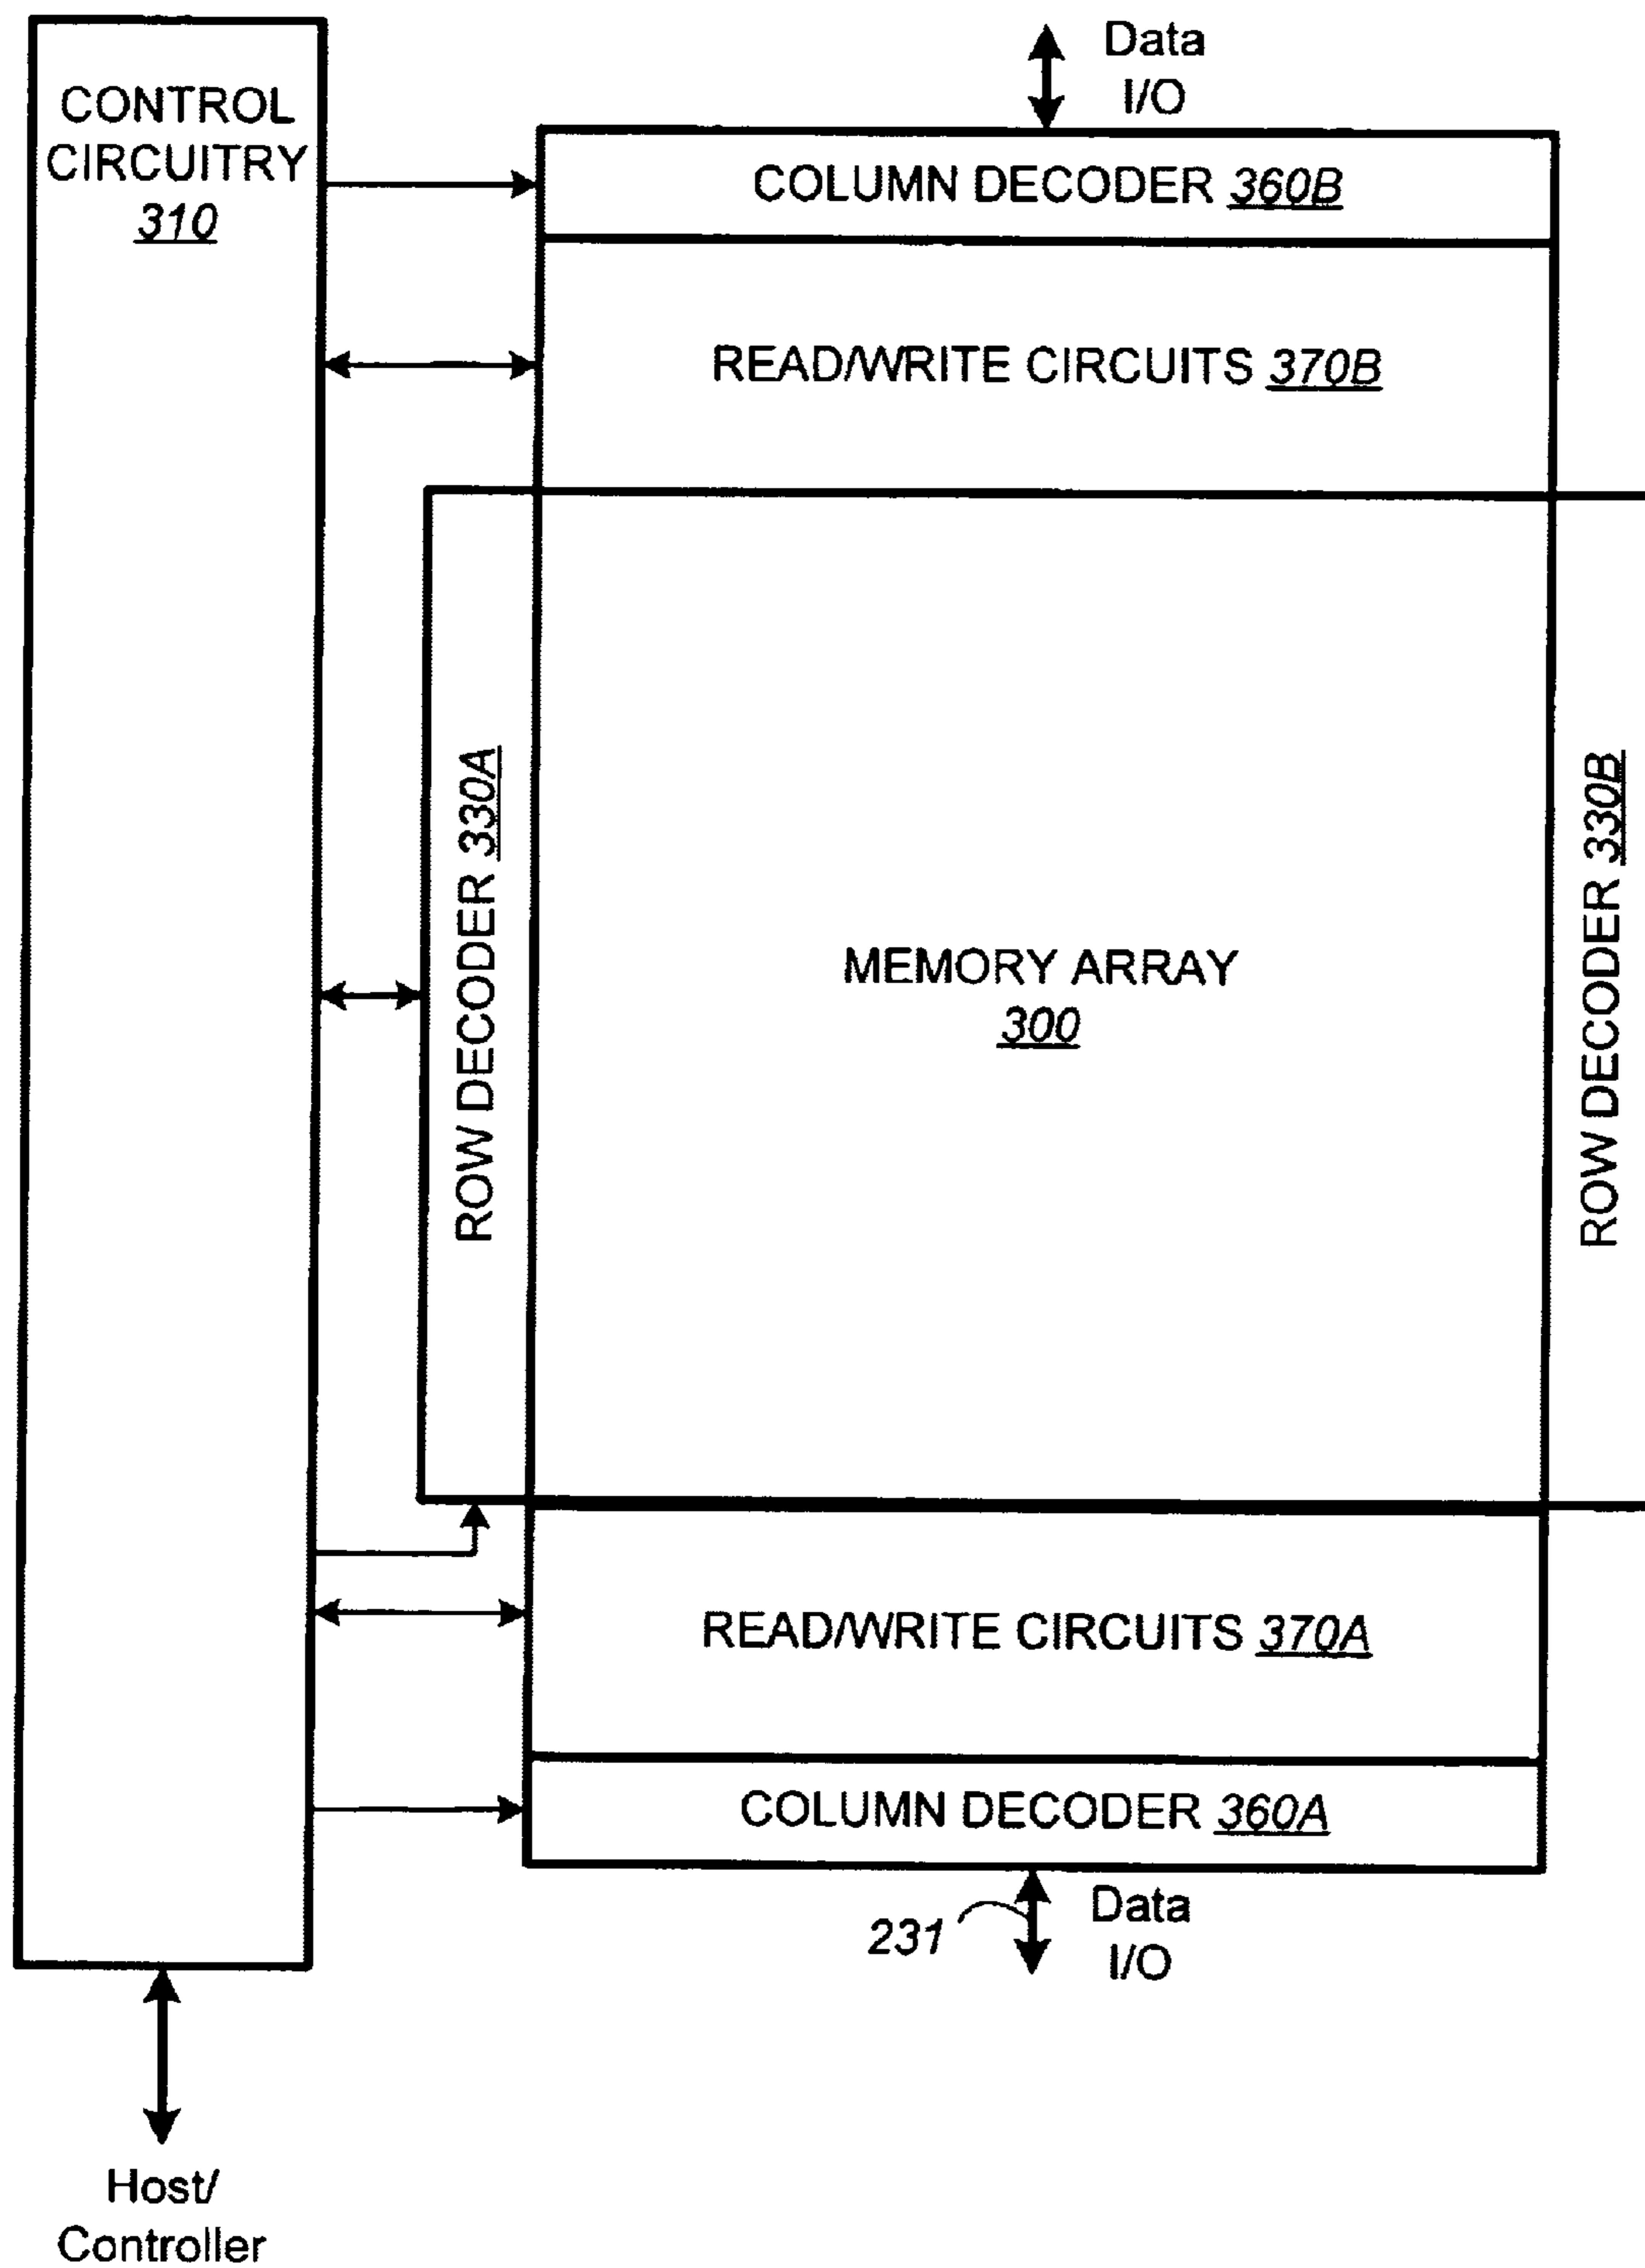 Data
I/O
CONTROL
CIRCUITRY
310
COLUMN DECODER 360B
READ/WRITE CIRCUITS 370B
ROW DECODER 330A
MEMORY ARRAY
300
ROW DECODER 330B
READ/WRITE CIRCUITS 370A
COLUMN DECODER 360A
231
Data
I/O
Host/
Controller